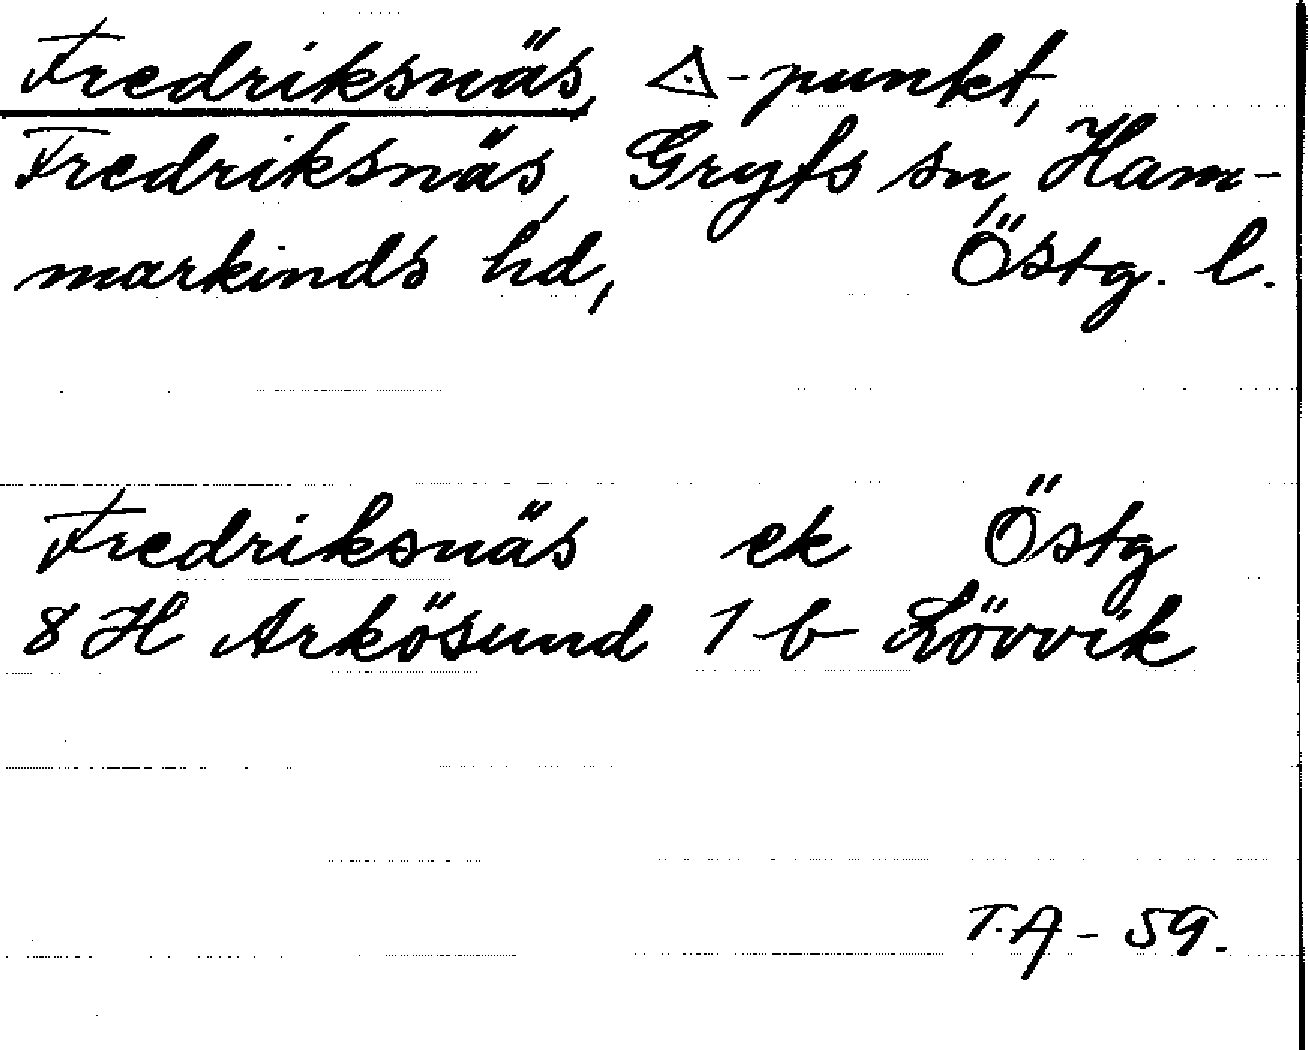 Fredriksnäs, △-punkt,
Fredriksnäs, Gryts sn, Ham-
markinds hd, Östg. l.
Fredriksnäs ek Östg
8 H Arkösund 1 b Lövvik
T.A - 59.